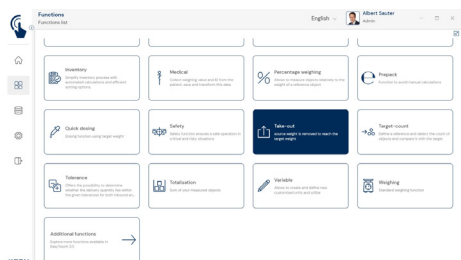 Functions
Functions list
English
Albert Sauter
Admin
Inventory
Simplify inventory process with
automated calculations and efficient
sorting options
Medical
Collect weighing value and ID from the
patient, save and transform this data
Percentage weighing
Allows to measure objects relatively to the
weight of a reference object
Prepack
Function to avoid manual calculations
Quick dosing
Dosing function using target weight
Safety
Safety function ensures a safe operation in
critical and toxic situations
Take-out
Source weight is removed to reach the
target weight
Target-count
Define a reference and detect the count of
objects and compare it with the target
Tolerance
Offers the possibility to determine
whether the delivery quantity lies within
the given tolerances for both inbound an...
Totalization
Sum of your measured objects
Variable
Allows to create and define new
customised units and utilise
Weighing
Standard weighing function
Additional functions
Explore more functions available in
EasyTouch 2.0